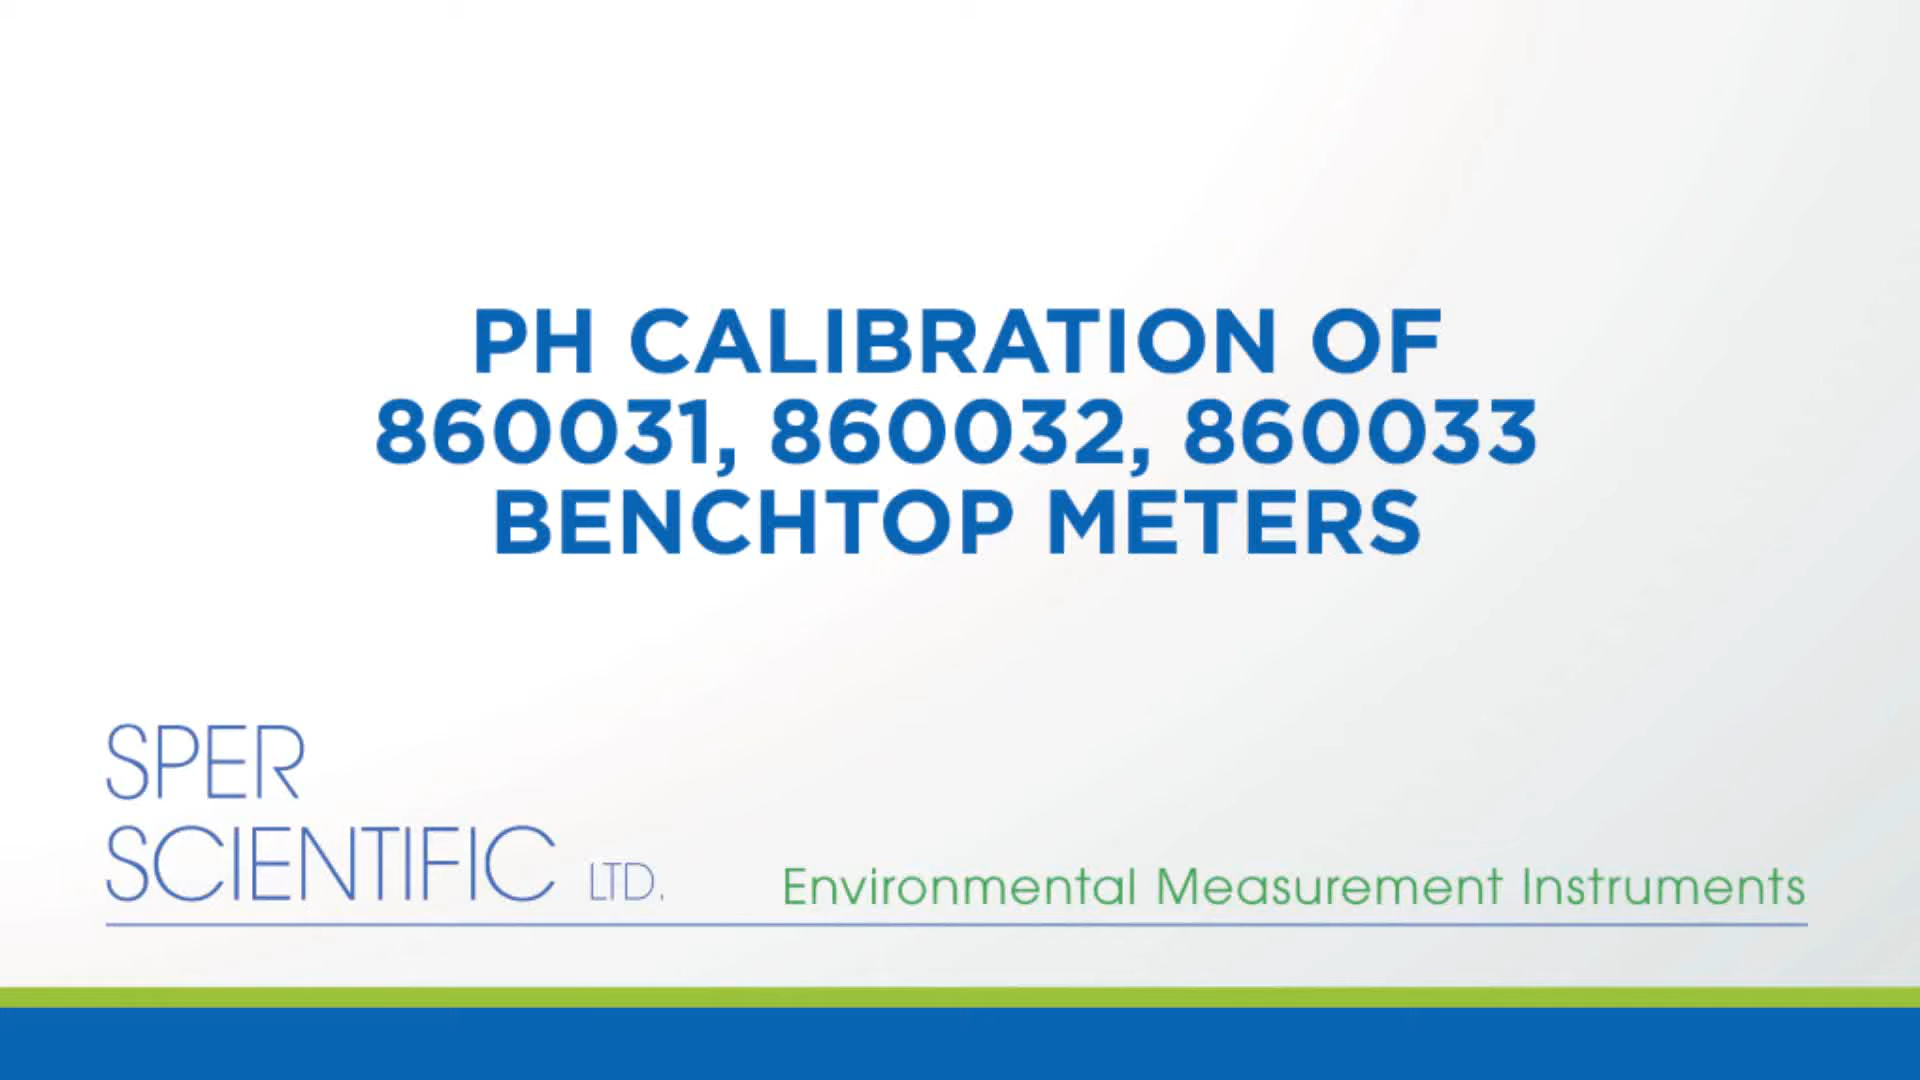 PH CALIBRATION OF
860031, 860032, 860033
BENCHTOP METERS
SPER
SCIENTIFIC LTD.
Environmental Measurement Instruments